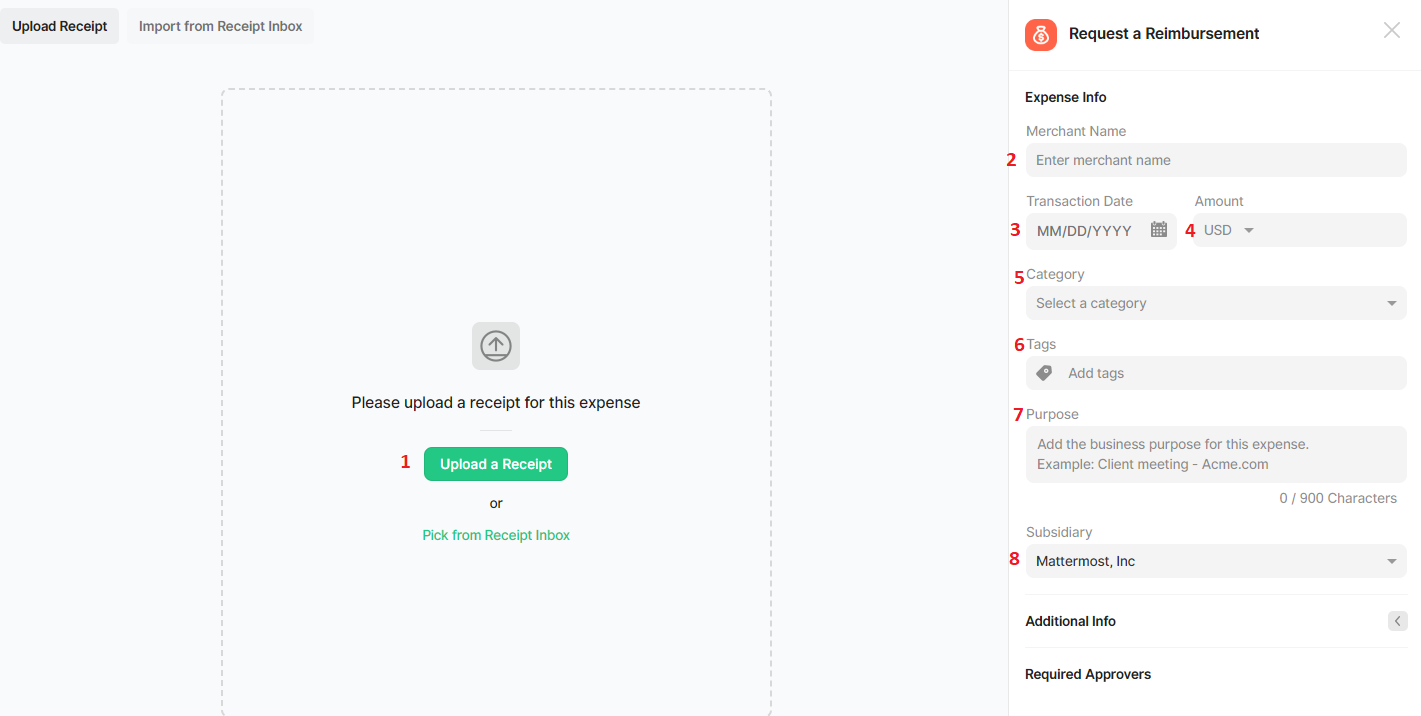 Upload Receipt
Import from Receipt Inbox
Please upload a receipt for this expense
1 Upload a Receipt
or
Pick from Receipt Inbox
Request a Reimbursement
Expense Info
Merchant Name
2 Enter merchant name
Transaction Date Amount
3 MM/DD/YYYY 4 USD
5 Category
Select a category
6 Tags
Add tags
7 Purpose
Add the business purpose for this expense.
Example: Client meeting - Acme.com
0 / 900 Characters
Subsidiary
8 Mattermost, Inc
Additional Info
Required Approvers